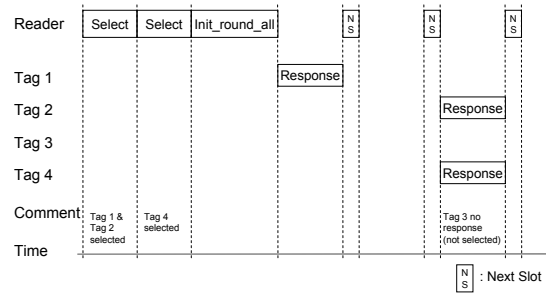 Reader Select Select Init_round_all N S N S N S
Tag 1 Response
Tag 2 Response
Tag 3
Tag 4 Response
Comment Tag 1 & Tag 2 selected Tag 4 selected Tag 3 no response (not selected)
Time
N S : Next Slot